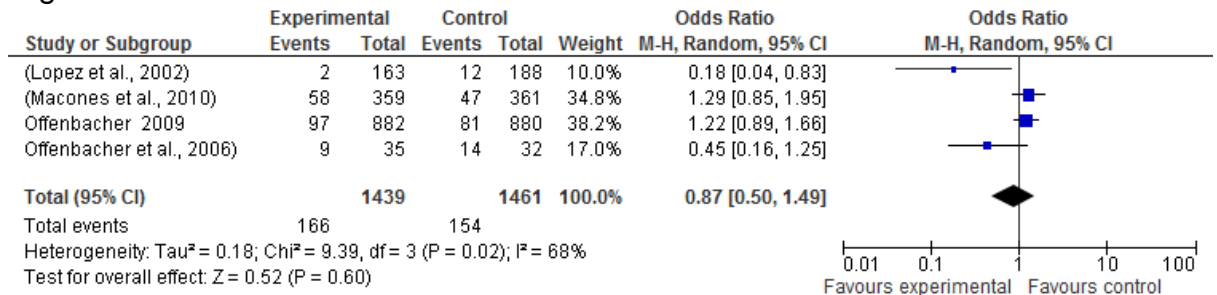 Experimental Control Odds Ratio Odds Ratio
Study or Subgroup Events Total Events Total Weight M-H, Random, 95% CI M-H, Random, 95% CI
(Lopez et al., 2002) 2 163 12 188 10.0% 0.18 [0.04, 0.83]
(Macones et al., 2010) 58 359 47 361 34.8% 1.29 [0.85, 1.95]
Offenbacher 2009 97 882 81 880 38.2% 1.22 [0.89, 1.66]
Offenbacher et al., 2006) 9 35 14 32 17.0% 0.45 [0.16, 1.25]
Total (95% CI) 1439 1461 100.0% 0.87 [0.50, 1.49]
Total events 166 154
Heterogeneity: Tau² = 0.18; Chi² = 9.39, df = 3 (P = 0.02); I² = 68%
Test for overall effect: Z = 0.52 (P = 0.60)
0.01 0.1 1 10 100
Favours experimental Favours control